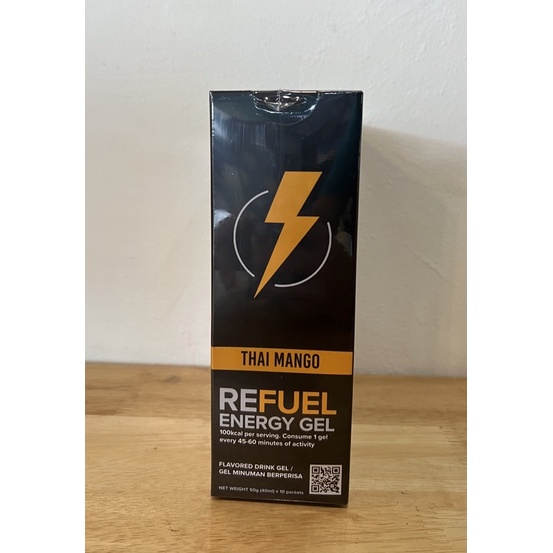 THAI MANGO
REFUEL
ENERGY GEL
100kcal per serving. Consume 1 gel
every 45-60 minutes of activity
FLAVORED DRINK GEL /
GEL MINUMAN BERPERISA
NET WEIGHT 50g (40ml) x 10 packets